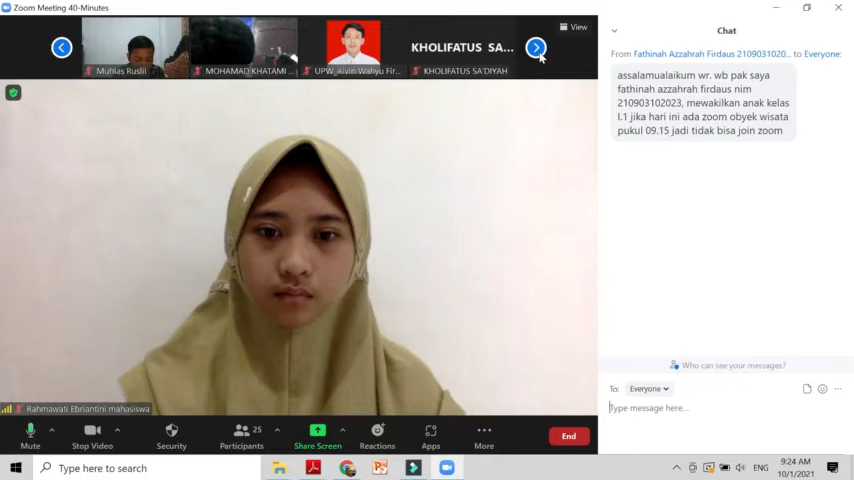 Zoom Meeting 40-Minutes
View
KHOLIFATUS SA...
Muhlas Ruslil
MOHAMAD KHATAMI ...
UPW_Alvin Wahyu Fir...
KHOLIFATUS SA'DIYAH
Chat
From Fathinah Azzahrah Firdaus 2109031020... to Everyone:
assalamualaikum wr. wb pak saya
fathinah azzahrah firdaus nim
210903102023, mewakilkan anak kelas
I.1 jika hari ini ada zoom obyek wisata
pukul 09.15 jadi tidak bisa join zoom
Who can see your messages?
To: Everyone
Type message here...
Rahmawati Ebriantini mahasiswa
Mute
Stop Video
Security
Participants
25
Share Screen
Reactions
Apps
More
End
Type here to search
ENG
9:24 AM
10/1/2021